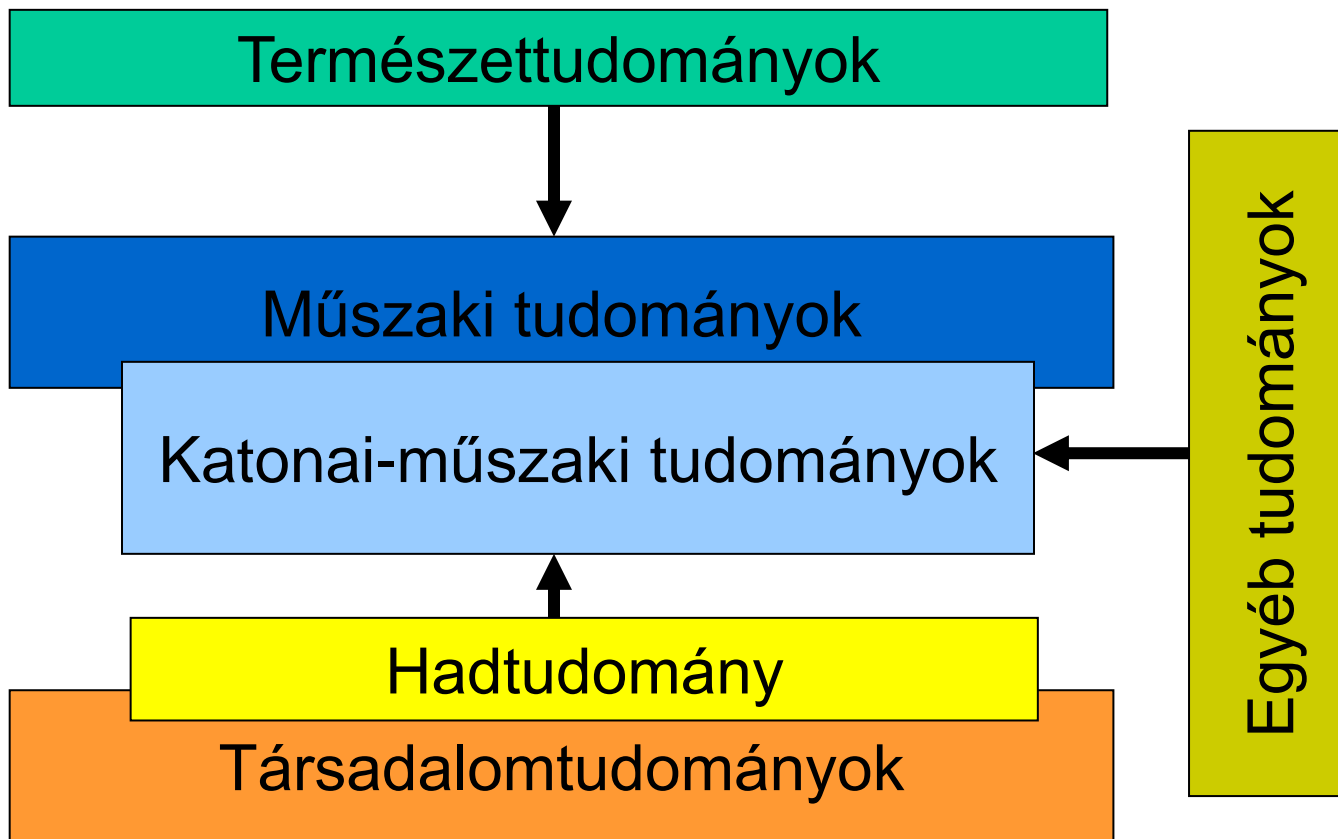 Természettudományok
Műszaki tudományok
Katonai-műszaki tudományok
Hadtudomány
Társadalomtudományok
Egyéb tudományok